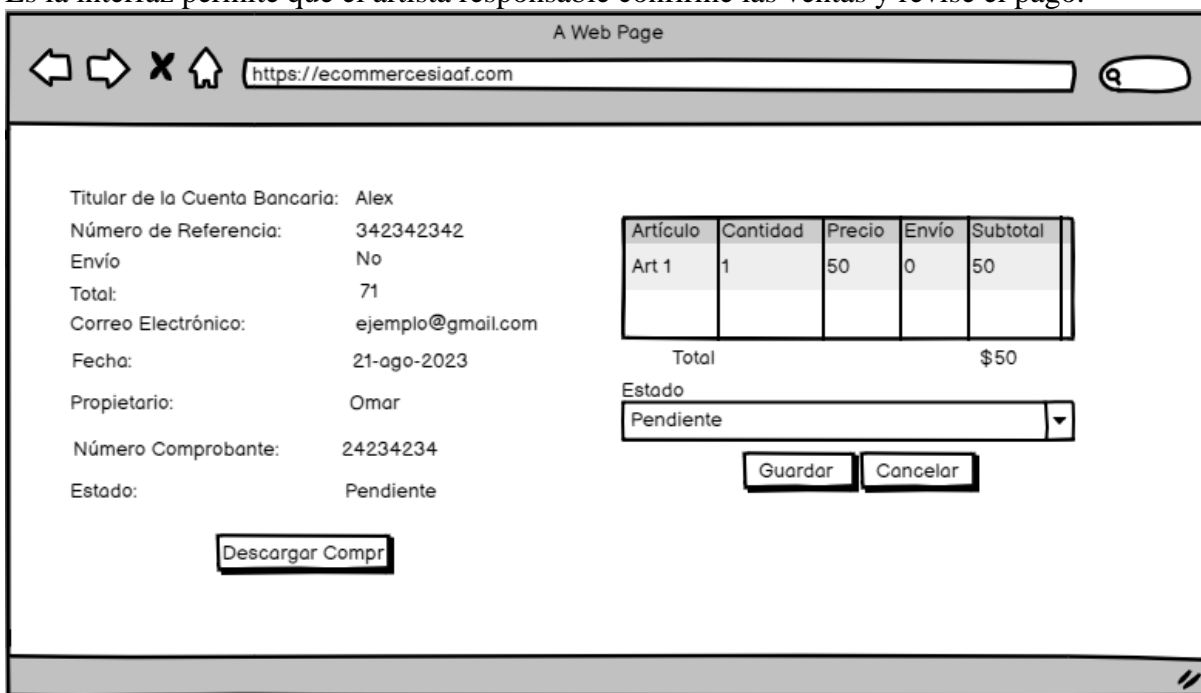 Es la interfaz permite que el artista responsable confirme las ventas y revise el pago.
A Web Page
https://ecommercesiaaf.com
Titular de la Cuenta Bancaria: Alex
Número de Referencia: 342342342
Envío No
Total: 71
Correo Electrónico: ejemplo@gmail.com
Fecha: 21-ago-2023
Propietario: Omar
Número Comprobante: 24234234
Estado: Pendiente
Descargar Compr
Artículo Cantidad Precio Envío Subtotal
Art 1 1 50 0 50
Total $50
Estado
Pendiente
Guardar Cancelar